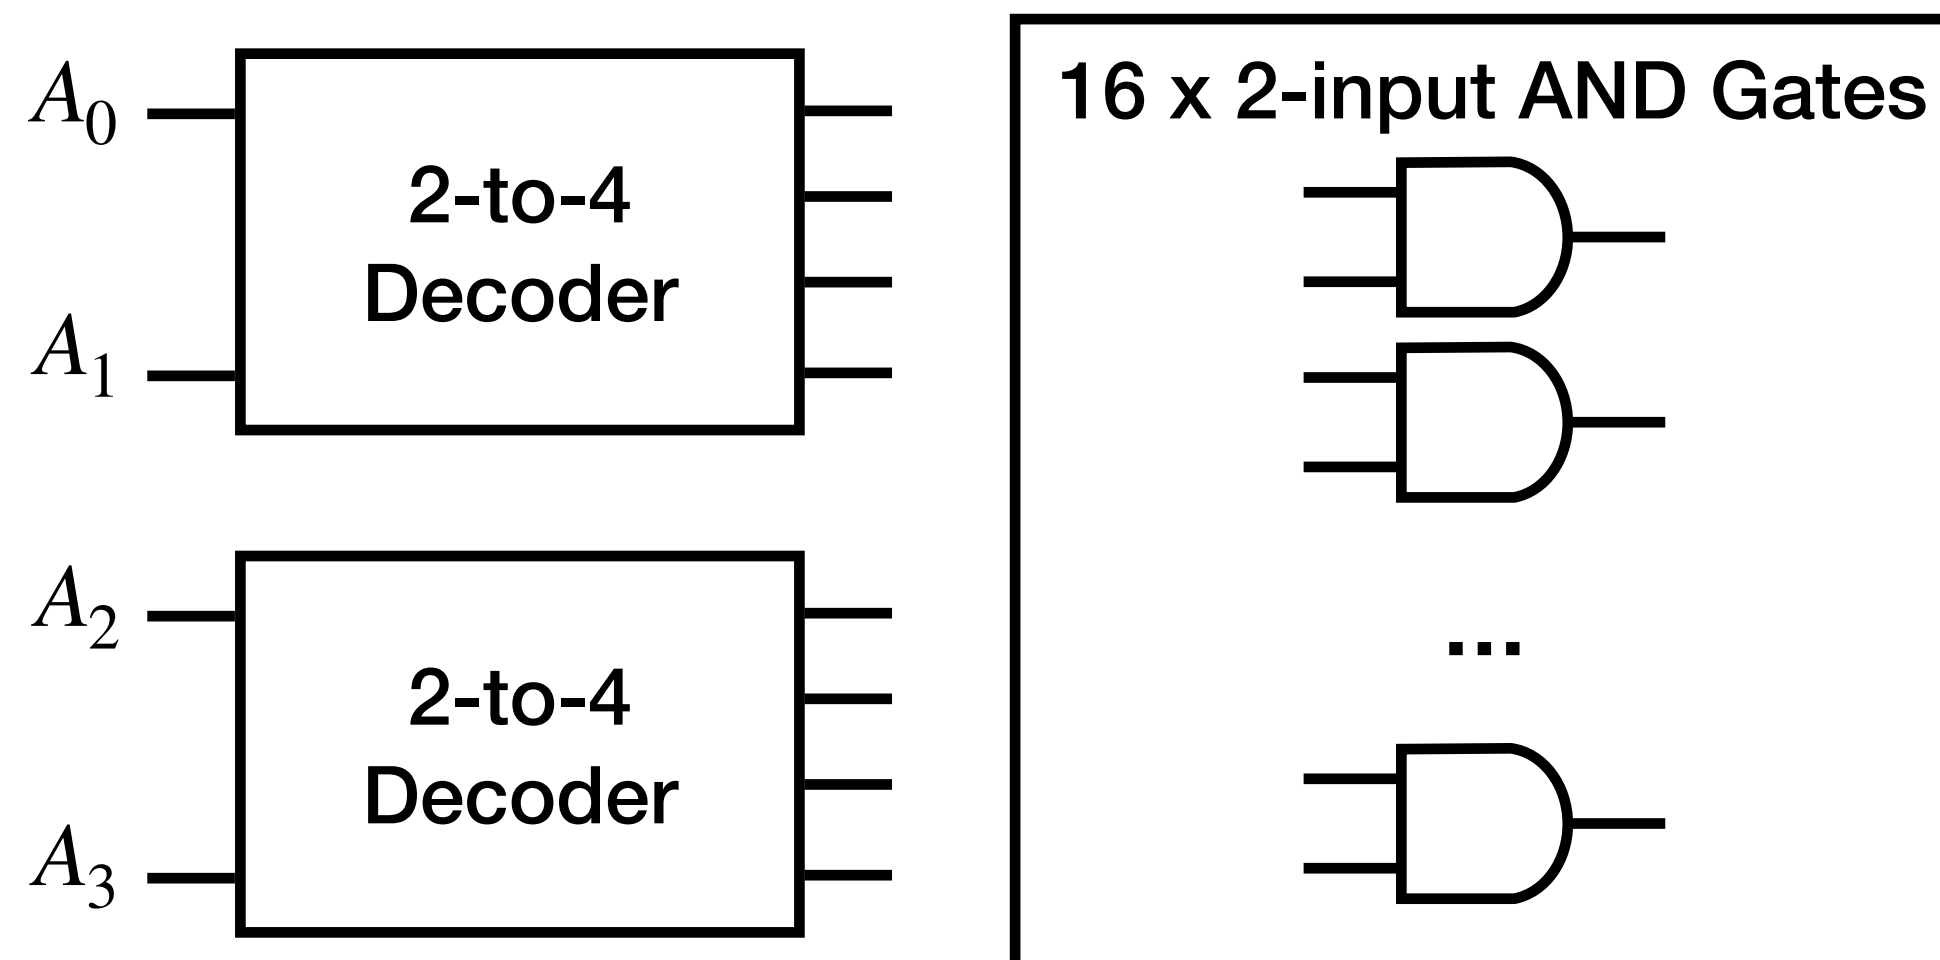 A₀
2-to-4
Decoder
A₁
A₂
2-to-4
Decoder
A₃
16 x 2-input AND Gates
...